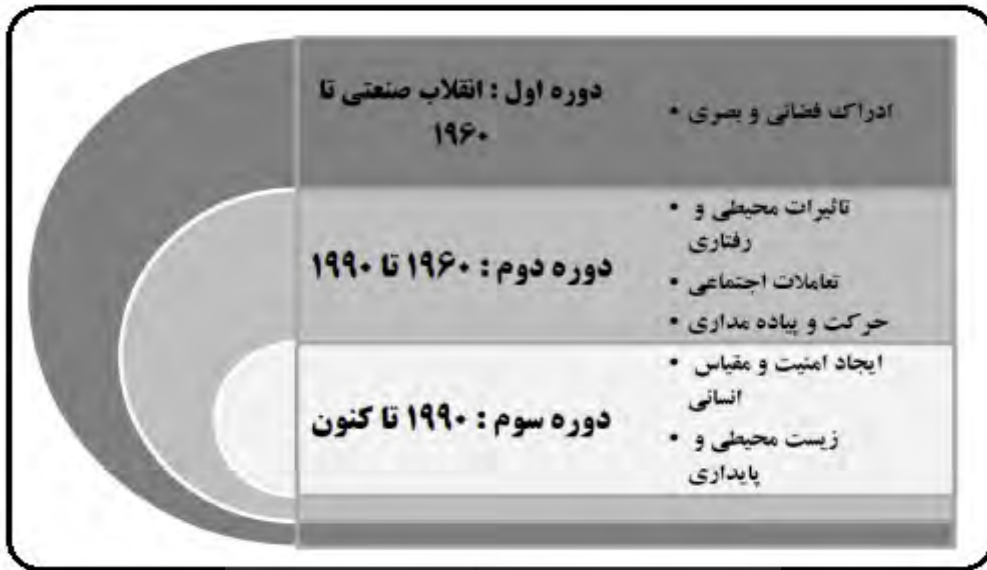 دوره اول : انقلاب صنعتی تا
۱۹۶۰
ادراک فضائی و بصری •
دوره دوم : ۱۹۶۰ تا ۱۹۹۰
تاثیرات محیطی و •
رفتاری
تعاملات اجتماعی •
حرکت و پیاده مداری •
دوره سوم : ۱۹۹۰ تا کنون
ایجاد امنیت و مقیاس •
انسانی
زیست محیطی و •
پایداری